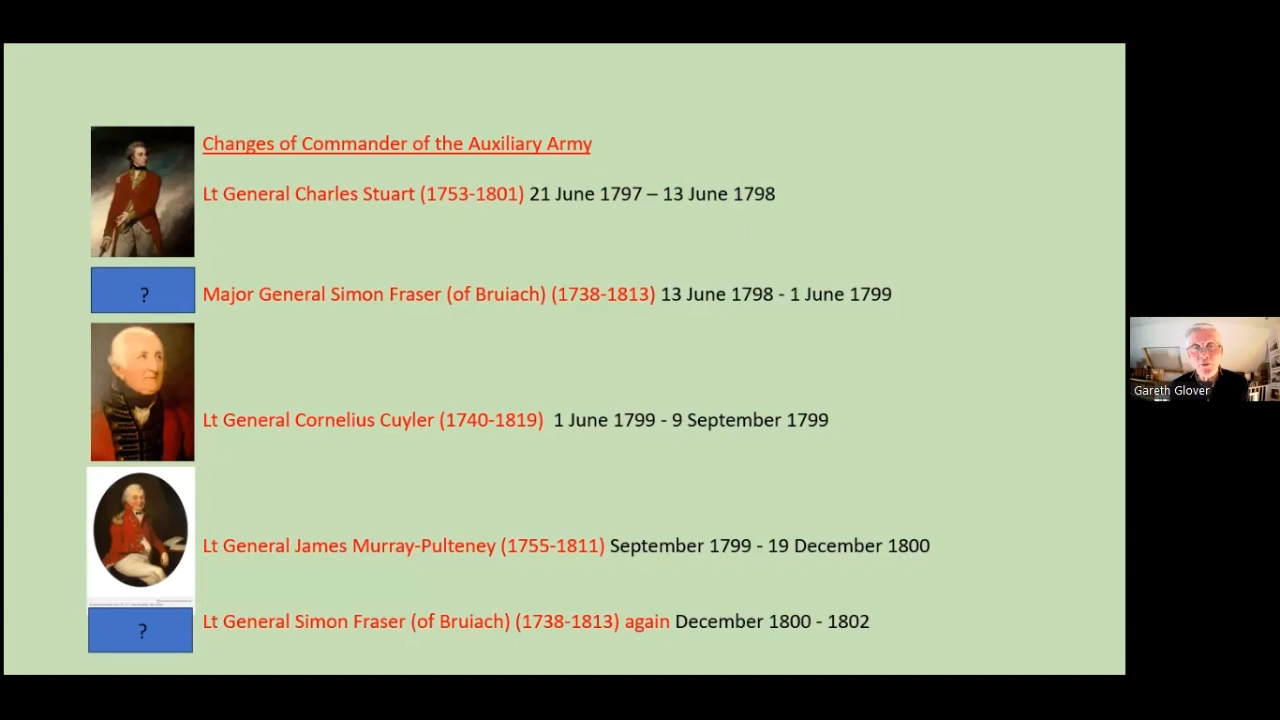 Changes of Commander of the Auxiliary Army
Lt General Charles Stuart (1753-1801) 21 June 1797 – 13 June 1798
?
Major General Simon Fraser (of Bruiach) (1738-1813) 13 June 1798 - 1 June 1799
Lt General Cornelius Cuyler (1740-1819) 1 June 1799 - 9 September 1799
Lt General James Murray-Pulteney (1755-1811) September 1799 - 19 December 1800
?
Lt General Simon Fraser (of Bruiach) (1738-1813) again December 1800 - 1802
Gareth Glover